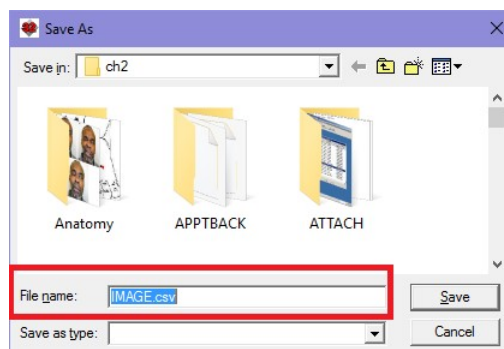 Save As
Save in: ch2
Anatomy APPTBACK ATTACH
File name: IMAGE.csv Save
Save as type: Cancel